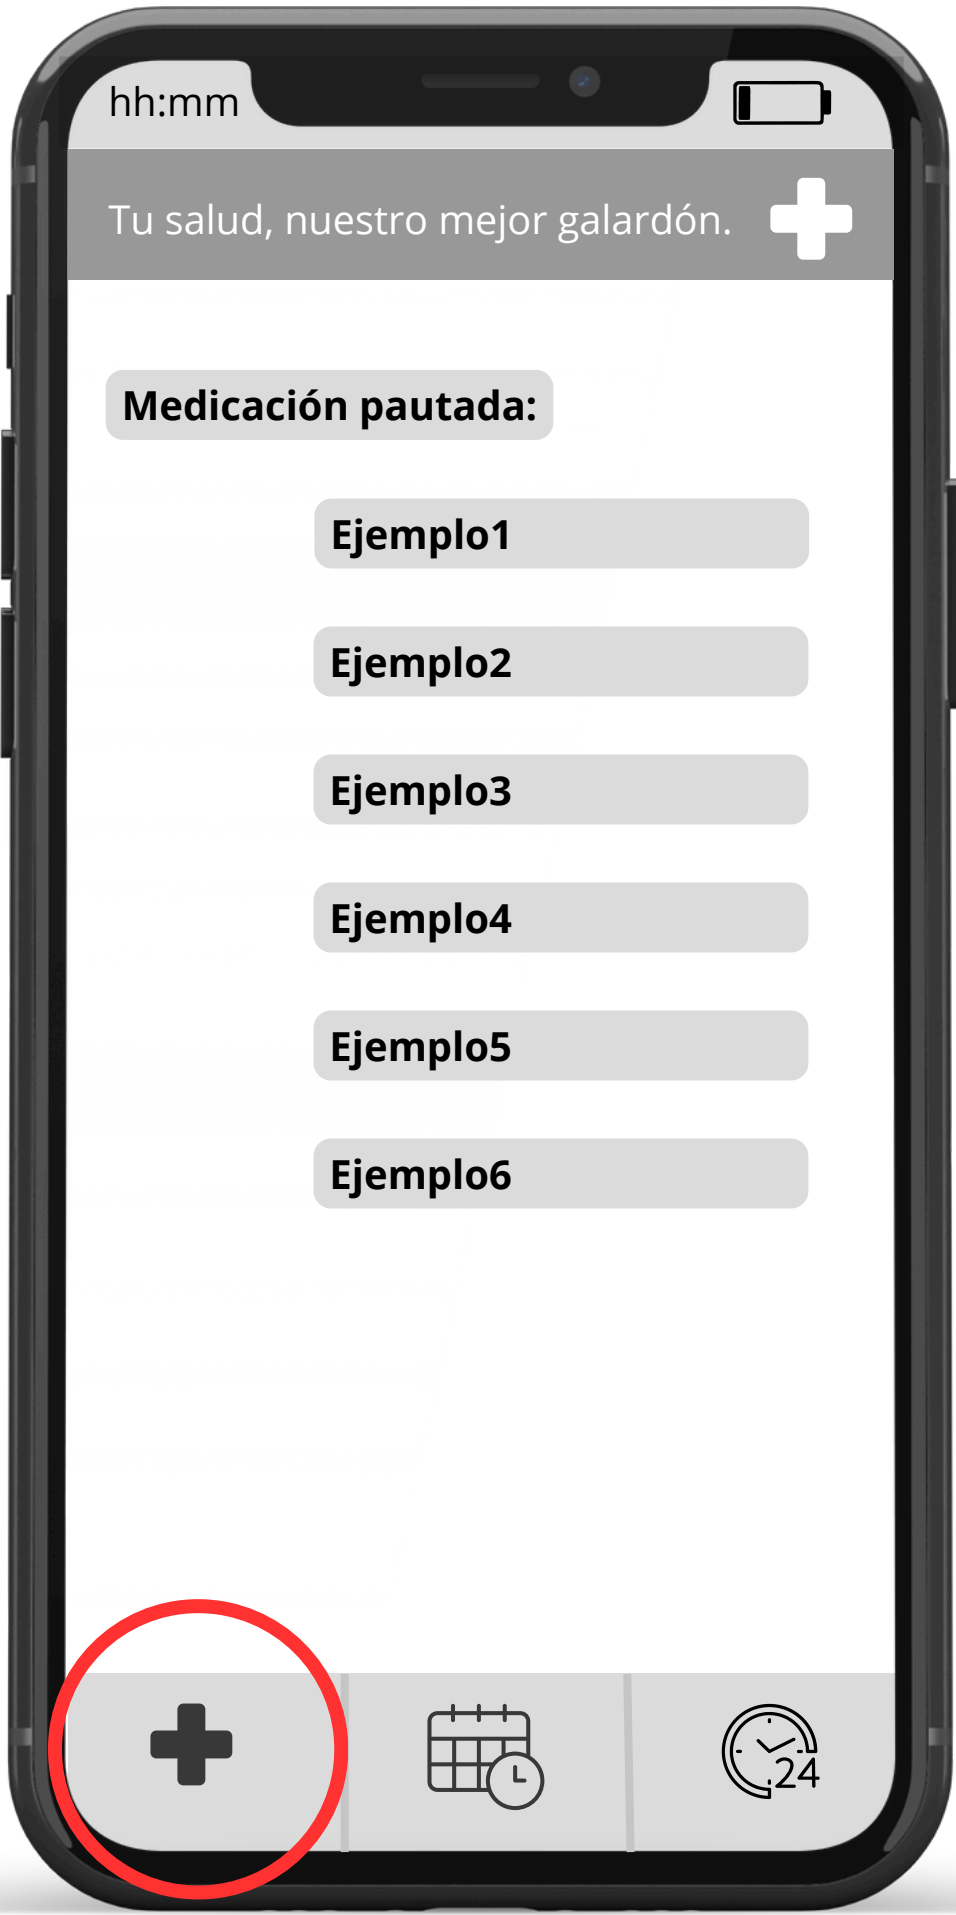 hh:mm
Tu salud, nuestro mejor galardón.
Medicación pautada:
Ejemplo1
Ejemplo2
Ejemplo3
Ejemplo4
Ejemplo5
Ejemplo6
24